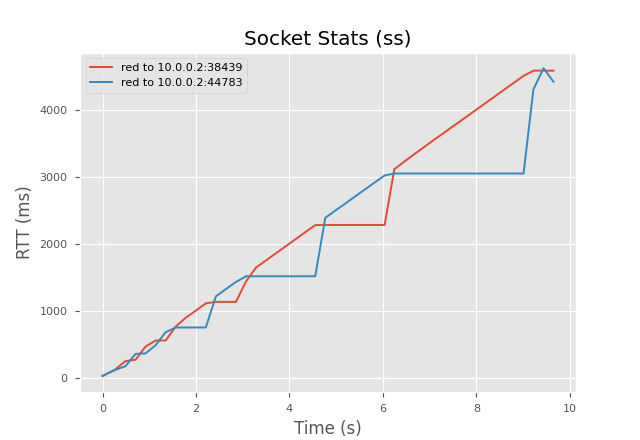 Socket Stats (ss)
red to 10.0.0.2:38439
red to 10.0.0.2:44783
4000
3000
2000
1000
0
RTT (ms)
0 2 4 6 8 10
Time (s)